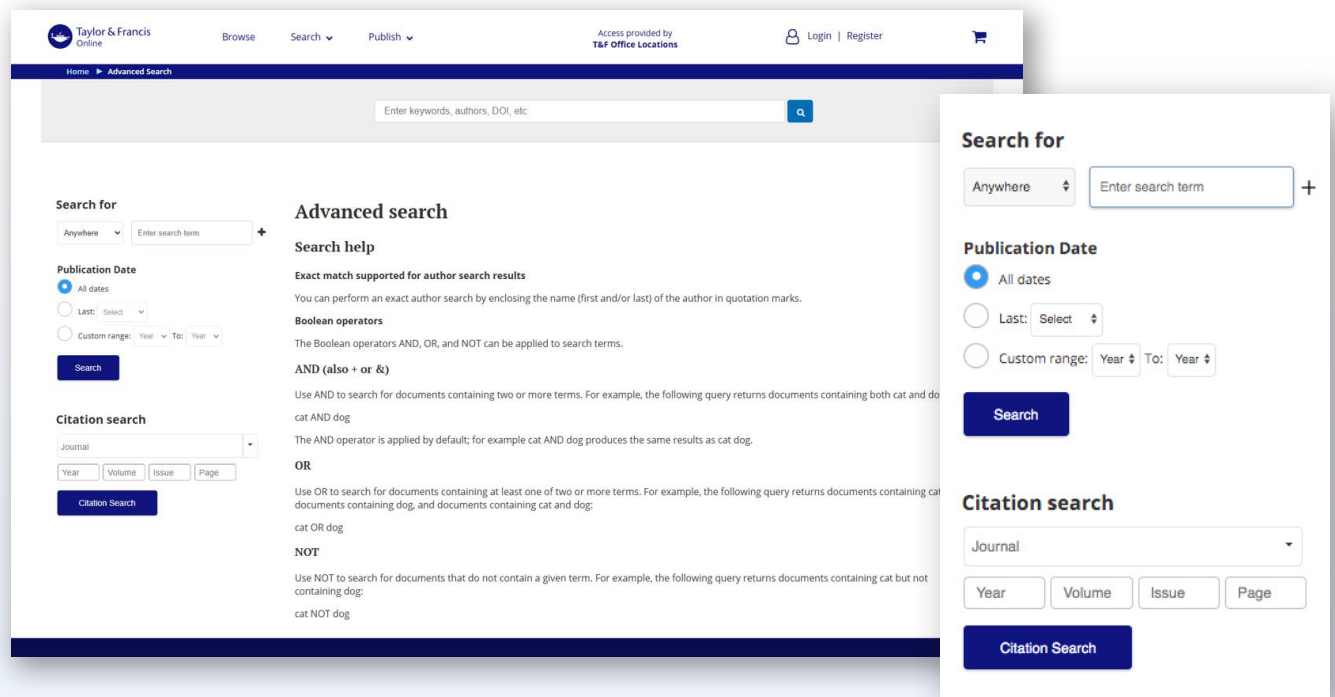 Taylor & Francis
Online
Browse
Search
Publish
Access provided by
T&F Office Locations
Login | Register
Home ▶ Advanced Search
Enter keywords, authors, DOI, etc
Search for
Anywhere
Enter search term
+
Publication Date
All dates
Last: Select
Custom range: Year To: Year
Search
Citation search
Journal
Year Volume Issue Page
Citation Search
Advanced search
Search help
Exact match supported for author search results
You can perform an exact author search by enclosing the name (first and/or last) of the author in quotation marks.
Boolean operators
The Boolean operators AND, OR, and NOT can be applied to search terms.
AND (also + or &)
Use AND to search for documents containing two or more terms. For example, the following query returns documents containing both cat and do
cat AND dog
The AND operator is applied by default; for example cat AND dog produces the same results as cat dog.
OR
Use OR to search for documents containing at least one of two or more terms. For example, the following query returns documents containing cat
documents containing dog, and documents containing cat and dog:
cat OR dog
NOT
Use NOT to search for documents that do not contain a given term. For example, the following query returns documents containing cat but not
containing dog:
cat NOT dog
Search for
Anywhere
Enter search term
+
Publication Date
All dates
Last: Select
Custom range: Year To: Year
Search
Citation search
Journal
Year Volume Issue Page
Citation Search